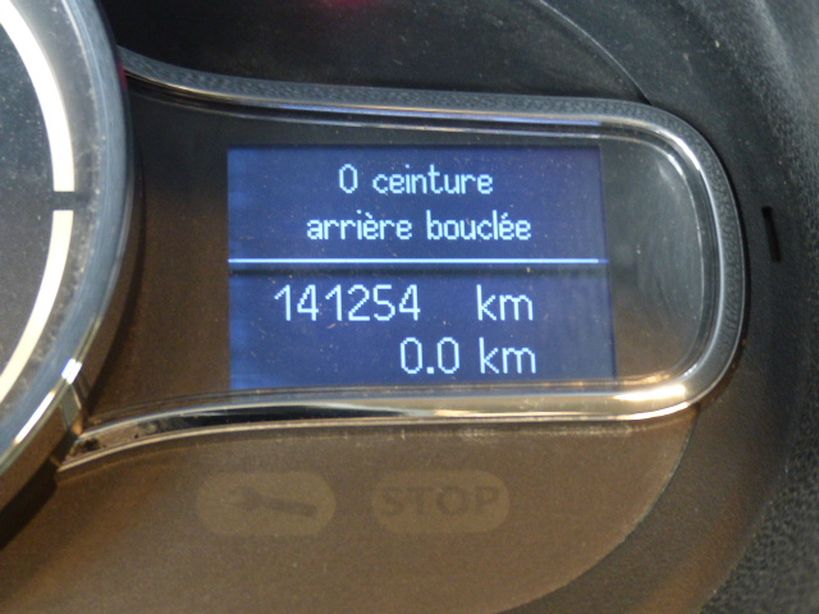 0 ceinture
arrière bouclée
141254 km
0.0 km
STOP